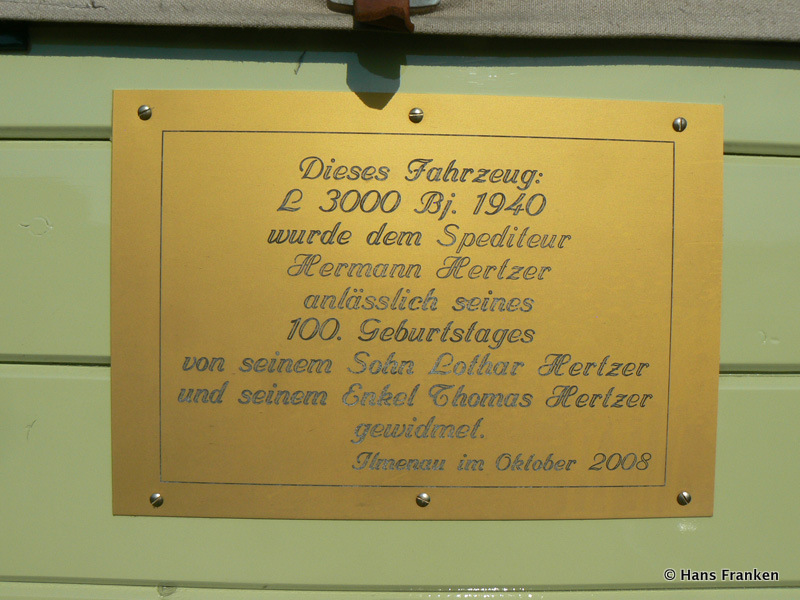 Dieses Fahrzeug:
L 3000 Bj. 1940
wurde dem Spediteur
Hermann Hertzer
anlässlich seines
100. Geburtstages
von seinem Sohn Lothar Hertzer
und seinem Enkel Thomas Hertzer
gewidmet.
Ilmenau im Oktober 2008
© Hans Franken